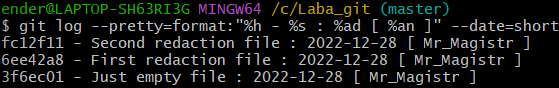 ender@LAPTOP-SH63RI3G MINGW64 /c/Laba_git (master)
$ git log --pretty=format:"%h - %s : %ad [ %an ]" --date=short
fc12f11 - Second redaction file : 2022-12-28 [ Mr_Magistr ]
6ee42a8 - First redaction file : 2022-12-28 [ Mr_Magistr ]
3f6ec01 - Just empty file : 2022-12-28 [ Mr_Magistr ]